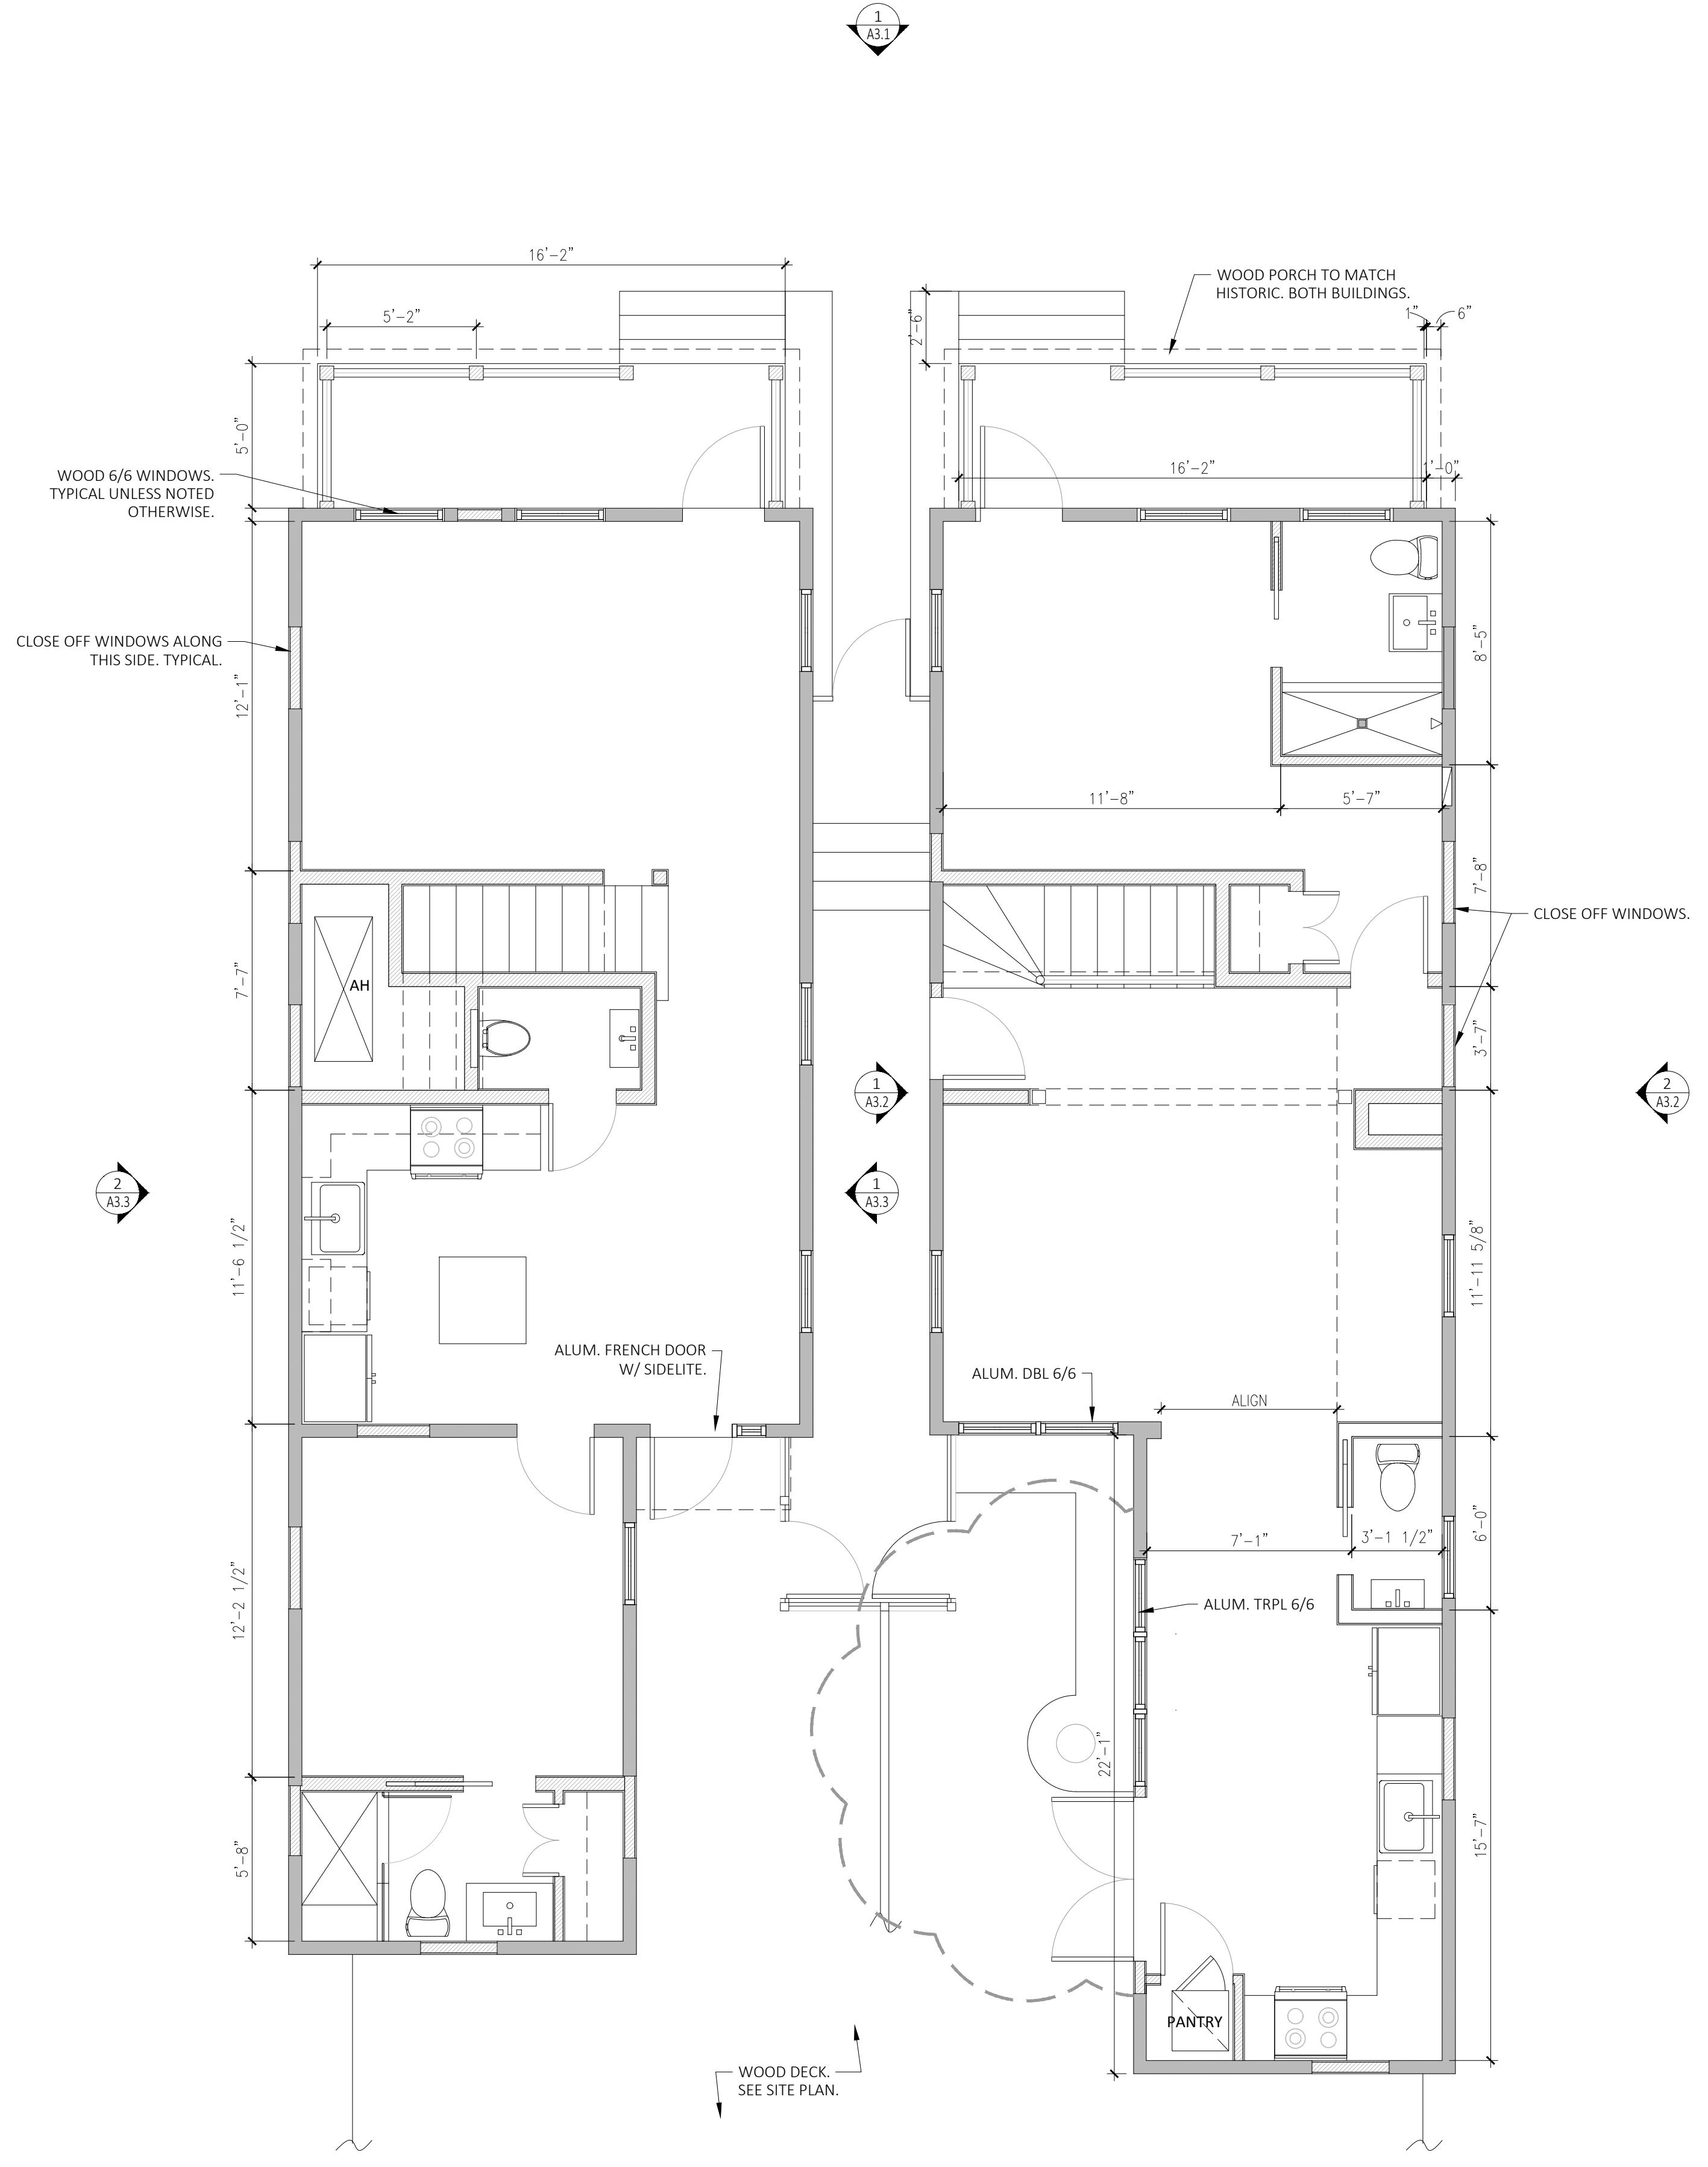 1
A3.1
16'-2"
WOOD PORCH TO MATCH
HISTORIC. BOTH BUILDINGS.
5'-2"
2'-6"
1"
6"
5'-0"
WOOD 6/6 WINDOWS.
TYPICAL UNLESS NOTED
OTHERWISE.
16'-2"
1'-0"
CLOSE OFF WINDOWS ALONG
THIS SIDE. TYPICAL.
12'-1"
8'-5"
11'-8"
5'-7"
7'-8"
CLOSE OFF WINDOWS.
7'-7"
AH
3'-7"
1
A3.2
2
A3.2
2
A3.3
1
A3.3
11'-6 1/2"
11'-11 5/8"
ALUM. FRENCH DOOR
W/ SIDELITE.
ALUM. DBL 6/6
ALIGN
7'-1"
3'-1 1/2"
6'-0"
12'-2 1/2"
ALUM. TRPL 6/6
22'-1"
5'-8"
15'-7"
PANTRY
WOOD DECK.
SEE SITE PLAN.